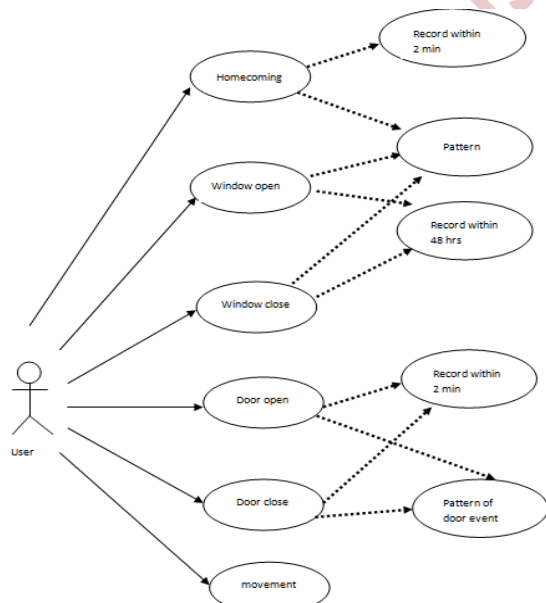 Record within
2 min
Homecoming
Pattern
Window open
Record within
48 hrs
Window close
Record within
2 min
Door open
User
Door close
Pattern of
door event
movement